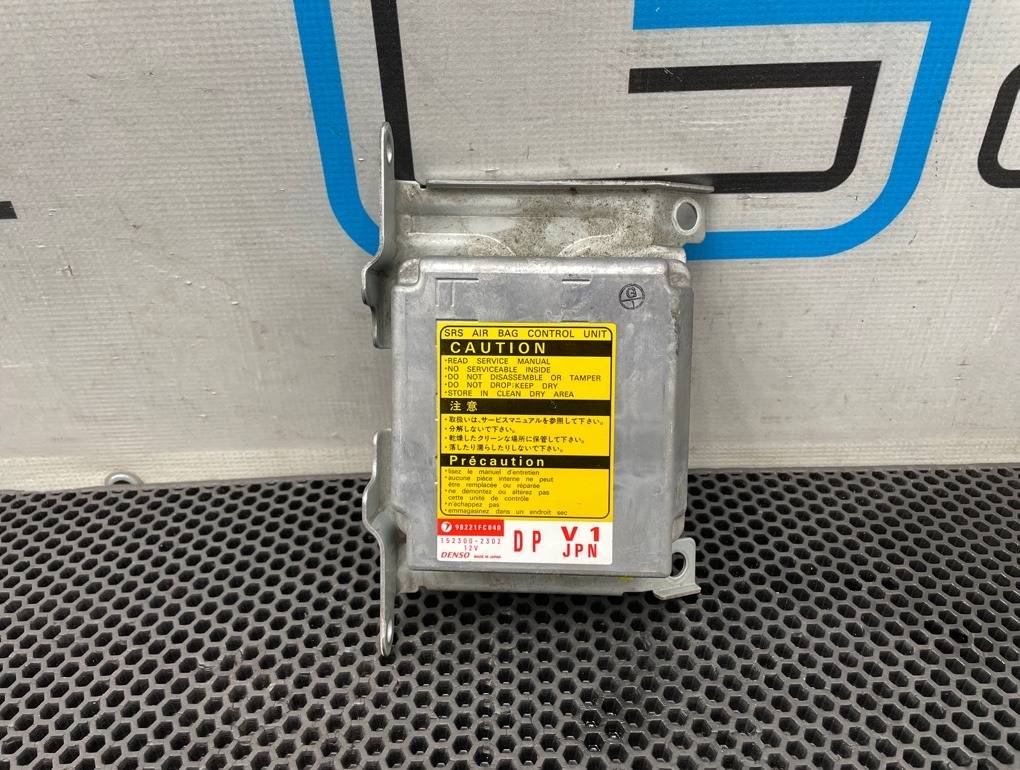 SRS AIR BAG CONTROL UNIT
CAUTION
・READ SERVICE MANUAL
・NO SERVICEABLE INSIDE
・DO NOT DISASSEMBLE OR TAMPER
・DO NOT DROP:KEEP DRY
・STORE IN CLEAN DRY AREA
注意
・取扱いは、サービスマニュアルを参照して下さい。
・分解しないで下さい。
・乾燥したクリーンな場所に保管して下さい。
・落したり濡らしたりしないで下さい。
Précaution
・lisez le manuel d'entretien
・aucune pièce interne ne peut
être remplacée ou réparée
・ne démontez ou altérez pas
cette unité de contrôle
・n'échappez pas
・emmagasinez dans un endroit sec
7 98221FC040
152300-2302
12V
DENSO MADE IN JAPAN
DP
V1
JPN
G
1